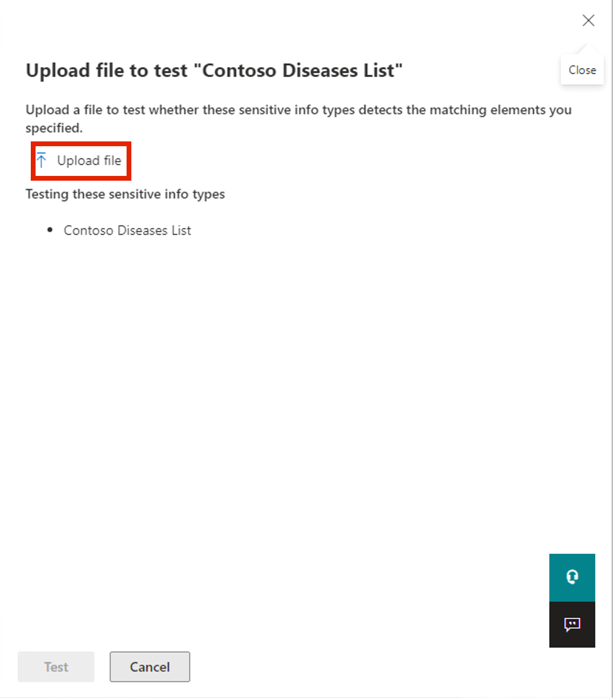 Close
Upload file to test "Contoso Diseases List"
Upload a file to test whether these sensitive info types detects the matching elements you
specified.
Upload file
Testing these sensitive info types
• Contoso Diseases List
Test
Cancel